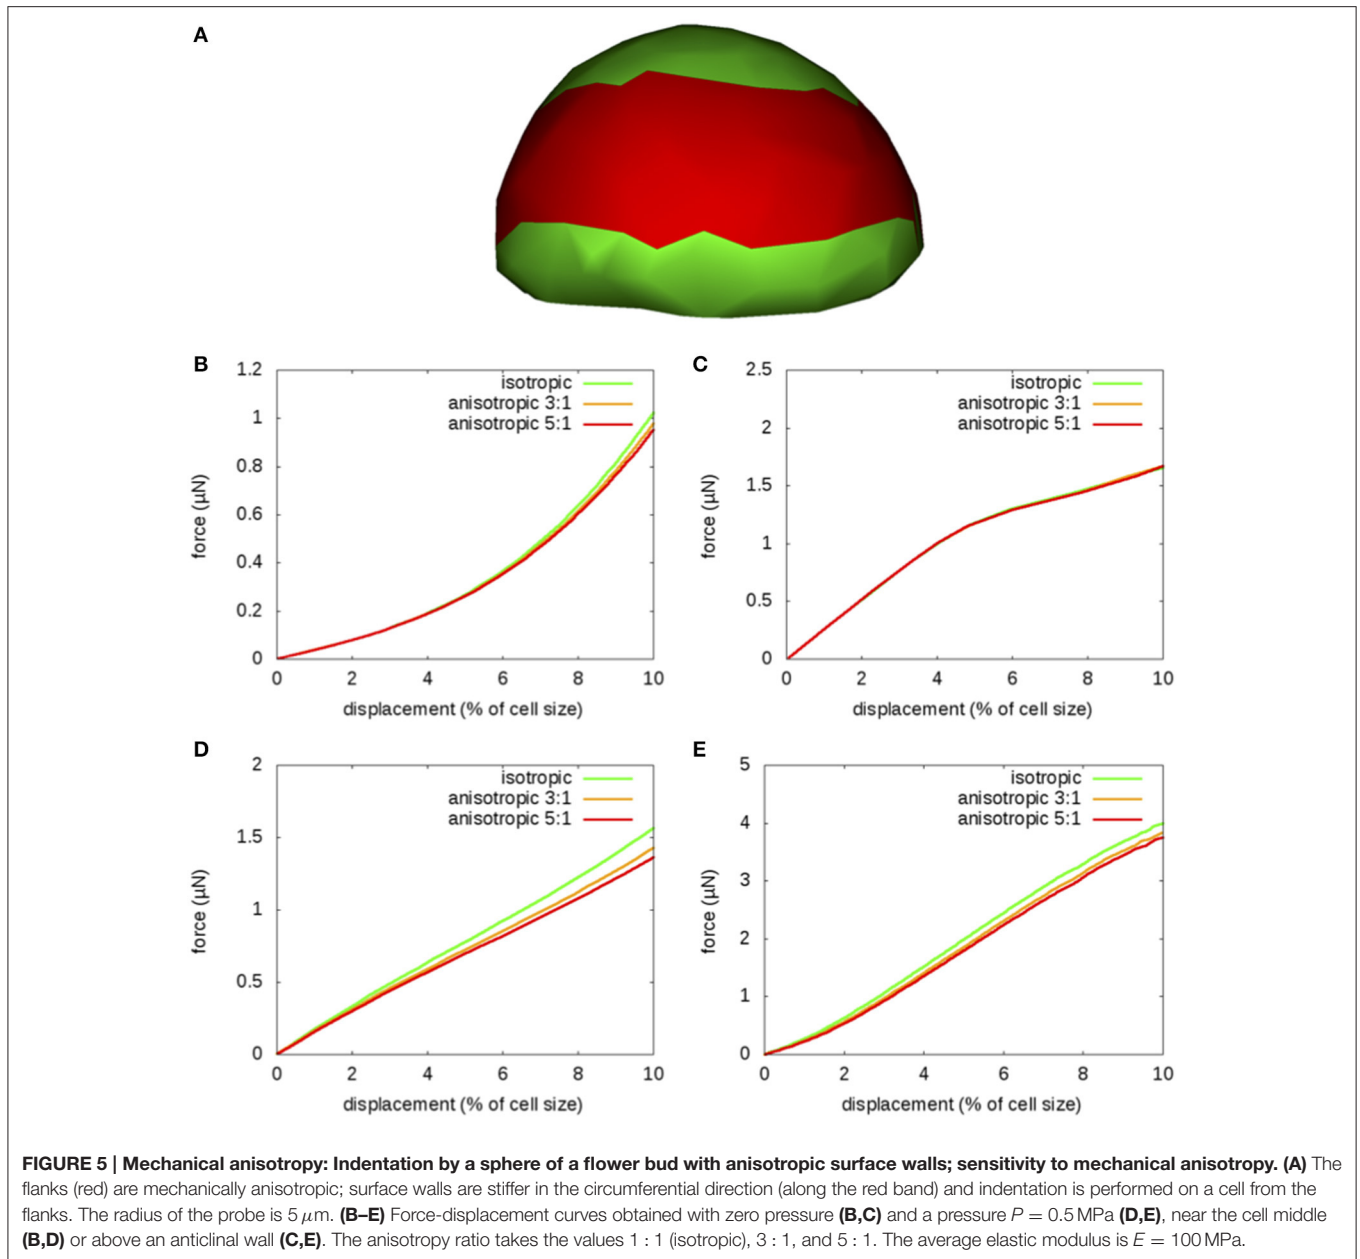 A
B
1.2
1
0.8
0.6
0.4
0.2
0
force (μN)
isotropic
anisotropic 3:1
anisotropic 5:1
0 2 4 6 8 10
displacement (% of cell size)
C
2.5
2
1.5
1
0.5
0
force (μN)
isotropic
anisotropic 3:1
anisotropic 5:1
0 2 4 6 8 10
displacement (% of cell size)
D
2
1.5
1
0.5
0
force (μN)
isotropic
anisotropic 3:1
anisotropic 5:1
0 2 4 6 8 10
displacement (% of cell size)
E
5
4
3
2
1
0
force (μN)
isotropic
anisotropic 3:1
anisotropic 5:1
0 2 4 6 8 10
displacement (% of cell size)
FIGURE 5 | Mechanical anisotropy: Indentation by a sphere of a flower bud with anisotropic surface walls; sensitivity to mechanical anisotropy. (A) The
flanks (red) are mechanically anisotropic; surface walls are stiffer in the circumferential direction (along the red band) and indentation is performed on a cell from the
flanks. The radius of the probe is 5 μm. (B–E) Force-displacement curves obtained with zero pressure (B,C) and a pressure P = 0.5 MPa (D,E), near the cell middle
(B,D) or above an anticlinal wall (C,E). The anisotropy ratio takes the values 1 : 1 (isotropic), 3 : 1, and 5 : 1. The average elastic modulus is E = 100 MPa.